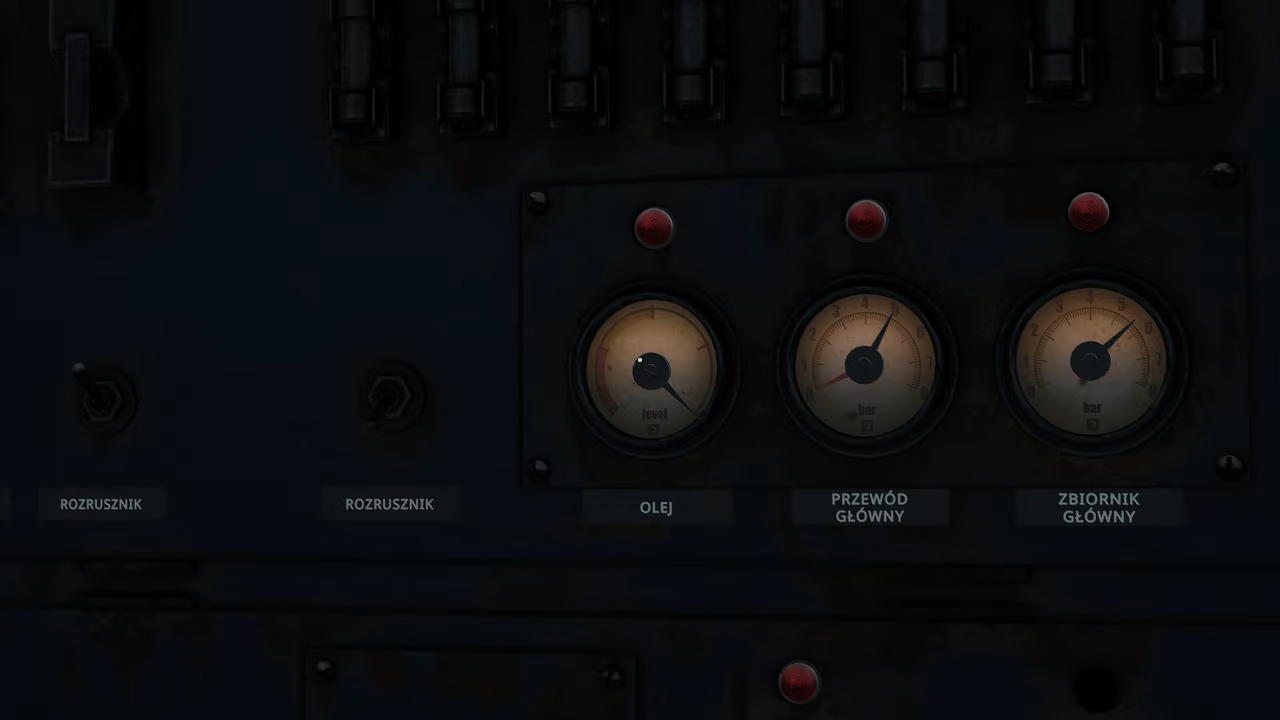 level
bar
bar
ROZRUSZNIK
ROZRUSZNIK
OLEJ
PRZEWÓD
GŁÓWNY
ZBIORNIK
GŁÓWNY